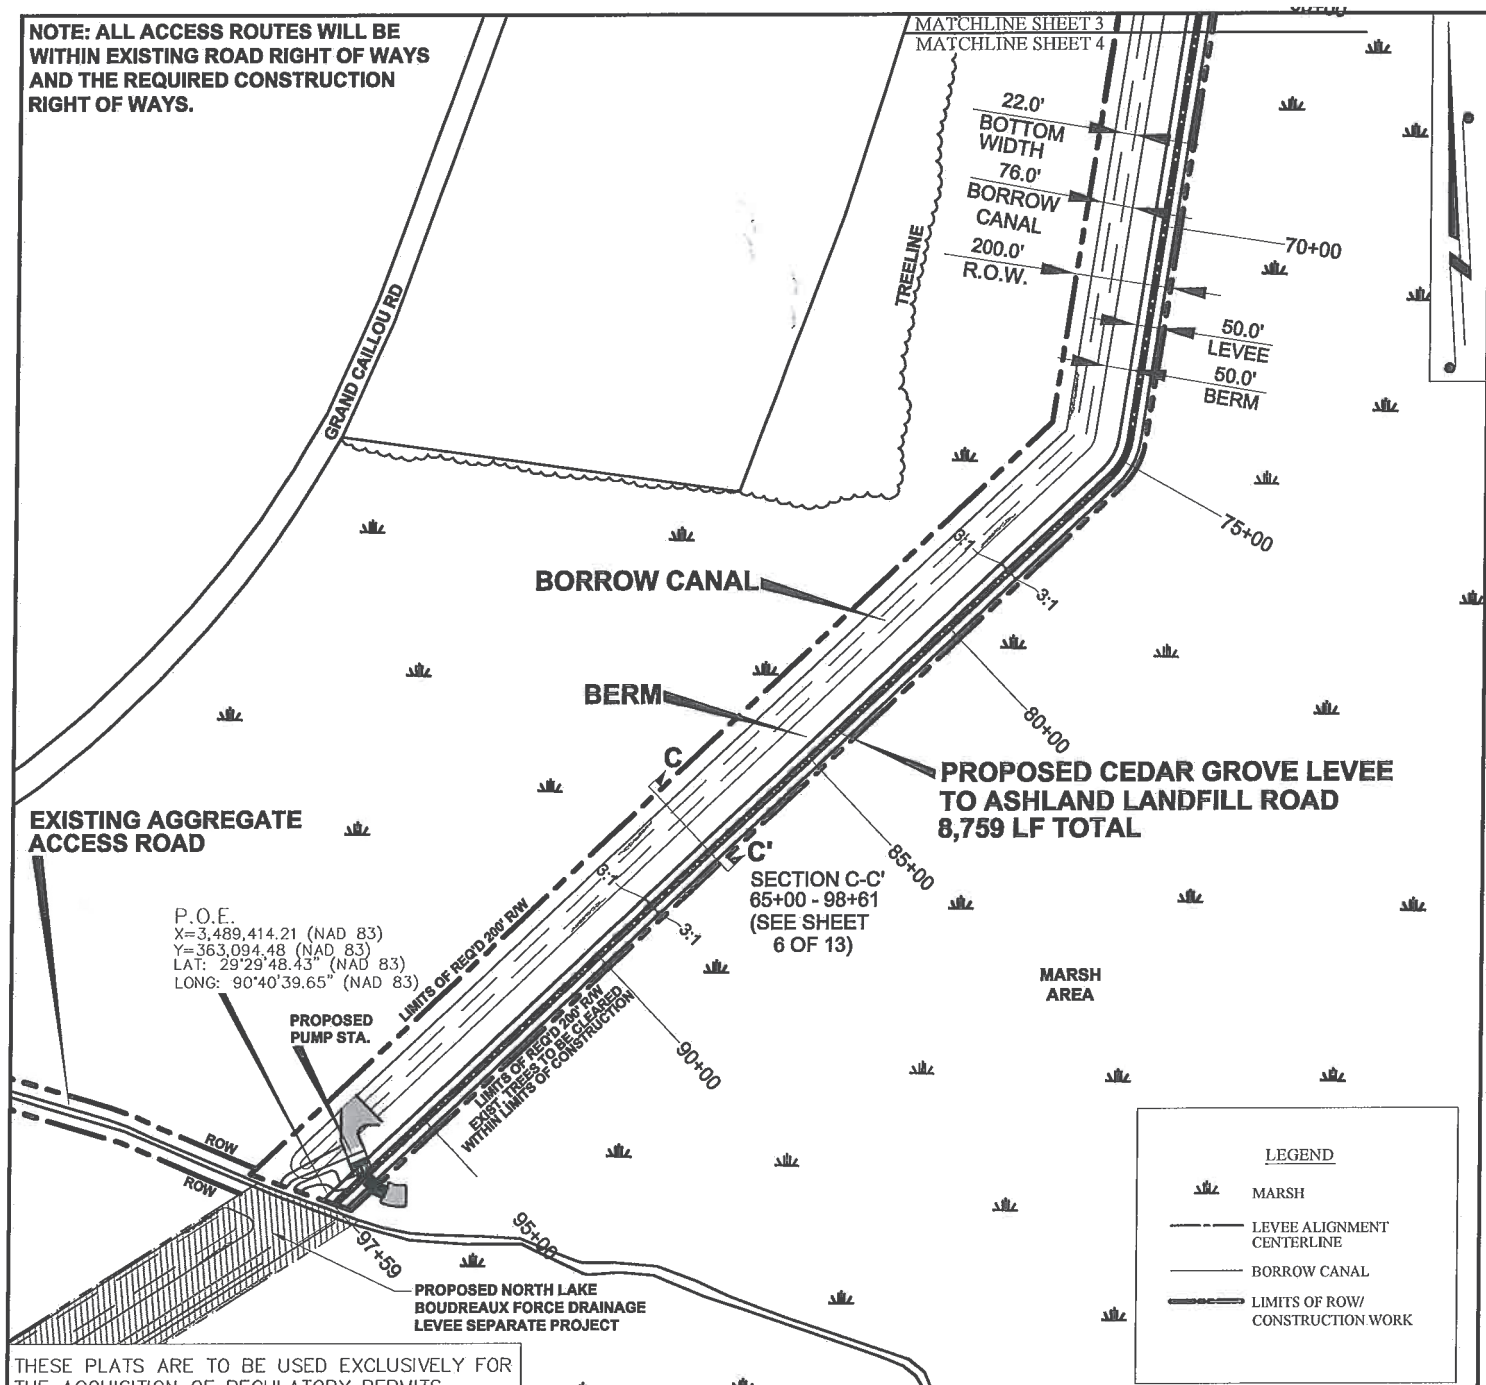 NOTE: ALL ACCESS ROUTES WILL BE
WITHIN EXISTING ROAD RIGHT OF WAYS
AND THE REQUIRED CONSTRUCTION
RIGHT OF WAYS.
MATCHLINE SHEET 3
MATCHLINE SHEET 4
22.0'
BOTTOM
WIDTH
76.0'
BORROW
CANAL
200.0'
R.O.W.
70+00
50.0'
LEVEE
50.0'
BERM
TREELINE
GRAND CAILLOU RD
75+00
3:1
3:1
BORROW CANAL
BERM
80+00
C
PROPOSED CEDAR GROVE LEVEE
TO ASHLAND LANDFILL ROAD
8,759 LF TOTAL
EXISTING AGGREGATE
ACCESS ROAD
C'
85+00
SECTION C-C'
65+00 - 98+61
(SEE SHEET
6 OF 13)
3:1
3:1
P.O.E.
X=3,489,414.21 (NAD 83)
Y=363,094.48 (NAD 83)
LAT: 29°29'48.43" (NAD 83)
LONG: 90°40'39.65" (NAD 83)
LIMITS OF REQ'D 200' R/W
MARSH
AREA
PROPOSED
PUMP STA.
LIMITS OF REQ'D 200' R/W
EXIST. TREES TO BE CLEARED
WITHIN LIMITS OF CONSTRUCTION
90+00
ROW
ROW
95+00
97+59
PROPOSED NORTH LAKE
BOUDREAUX FORCE DRAINAGE
LEVEE SEPARATE PROJECT
LEGEND
MARSH
LEVEE ALIGNMENT
CENTERLINE
BORROW CANAL
LIMITS OF ROW/
CONSTRUCTION WORK
THESE PLATS ARE TO BE USED EXCLUSIVELY FOR
THE ACQUISITION OF REGULATORY PERMITS